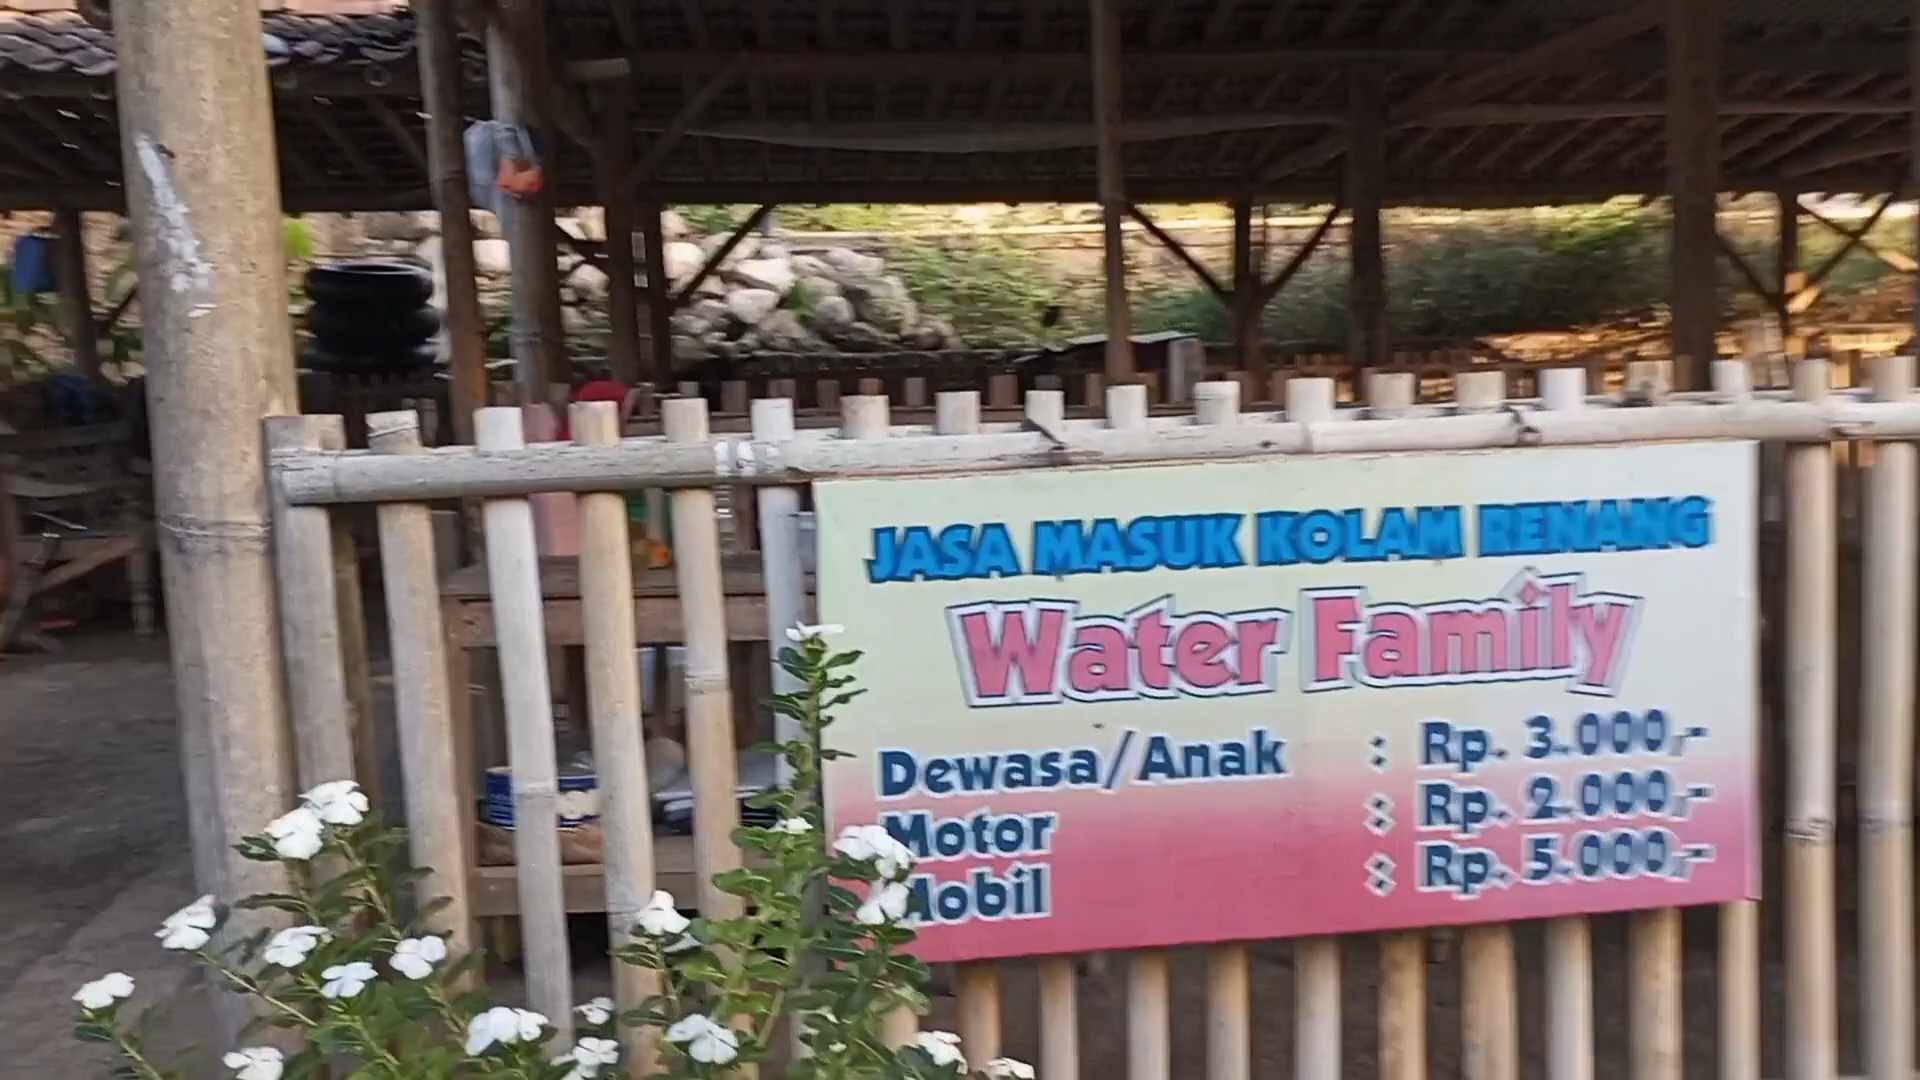 JASA MASUK KOLAM RENANG
Water Family
Dewasa/Anak : Rp. 3.000,-
Motor : Rp. 2.000,-
Mobil : Rp. 5.000,-